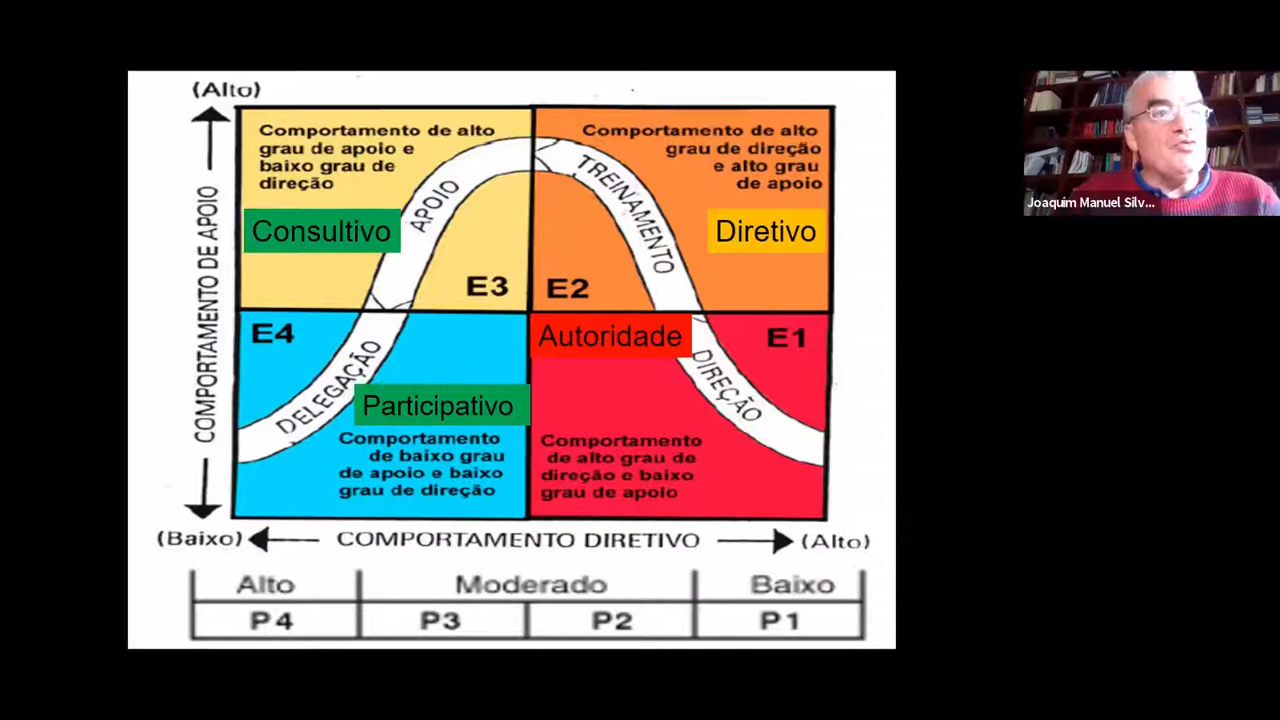 (Alto)
Comportamento de alto
grau de apoio e
baixo grau de
direção
Comportamento de alto
grau de direção
e alto grau
de apoio
APOIO
TREINAMENTO
Consultivo
Diretivo
E3
E2
COMPORTAMENTO DE APOIO
E4
Autoridade
E1
DELEGAÇÃO
DIREÇÃO
Participativo
Comportamento
de baixo grau
de apoio e baixo
grau de direção
Comportamento
de alto grau de
direção e baixo
grau de apoio
(Baixo)
COMPORTAMENTO DIRETIVO
(Alto)
Alto
Moderado
Baixo
P4
P3
P2
P1
Joaquim Manuel Silv...